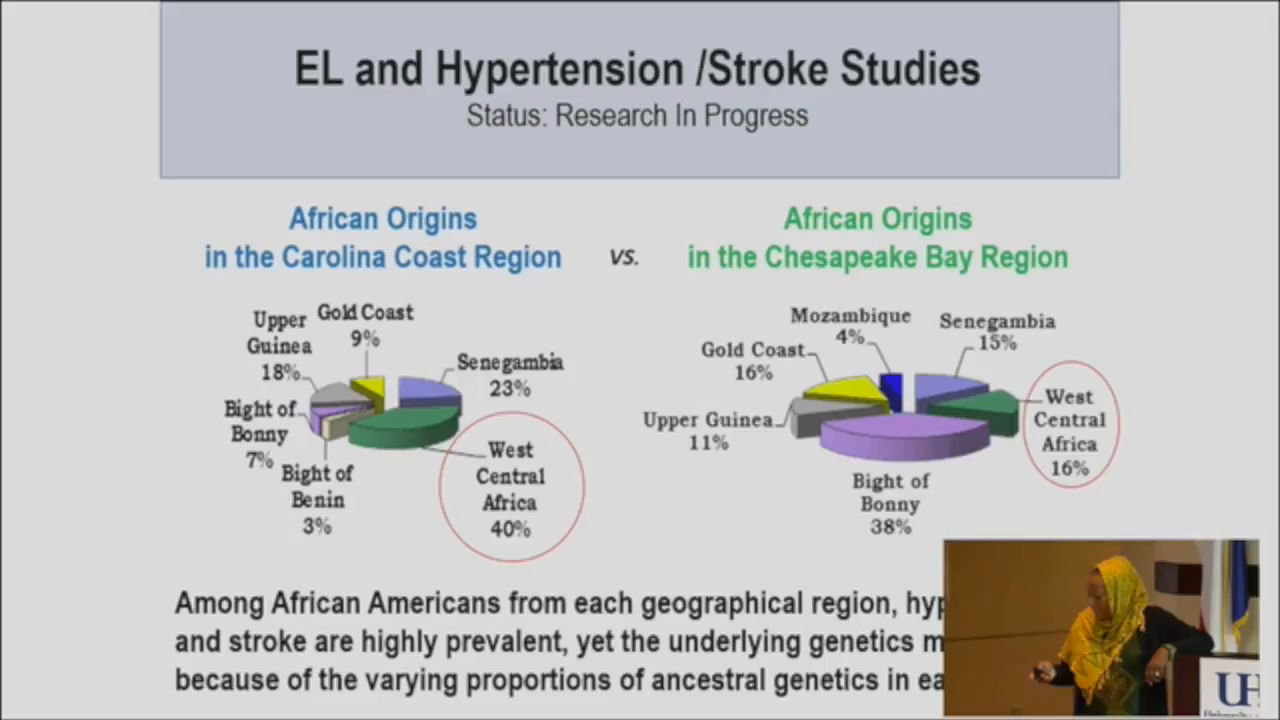 EL and Hypertension /Stroke Studies
Status: Research In Progress
African Origins
in the Carolina Coast Region
vs.
African Origins
in the Chesapeake Bay Region
Upper
Guinea
18%
Gold Coast
9%
Senegambia
23%
Bight of
Bonny
7%
Bight of
Benin
3%
West
Central
Africa
40%
Mozambique
4%
Senegambia
15%
Gold Coast
16%
Upper Guinea
11%
West
Central
Africa
16%
Bight of
Bonny
38%
Among African Americans from each geographical region,
and stroke are highly prevalent, yet the underlying genetics
because of the varying proportions of ancestral genetics in
UH